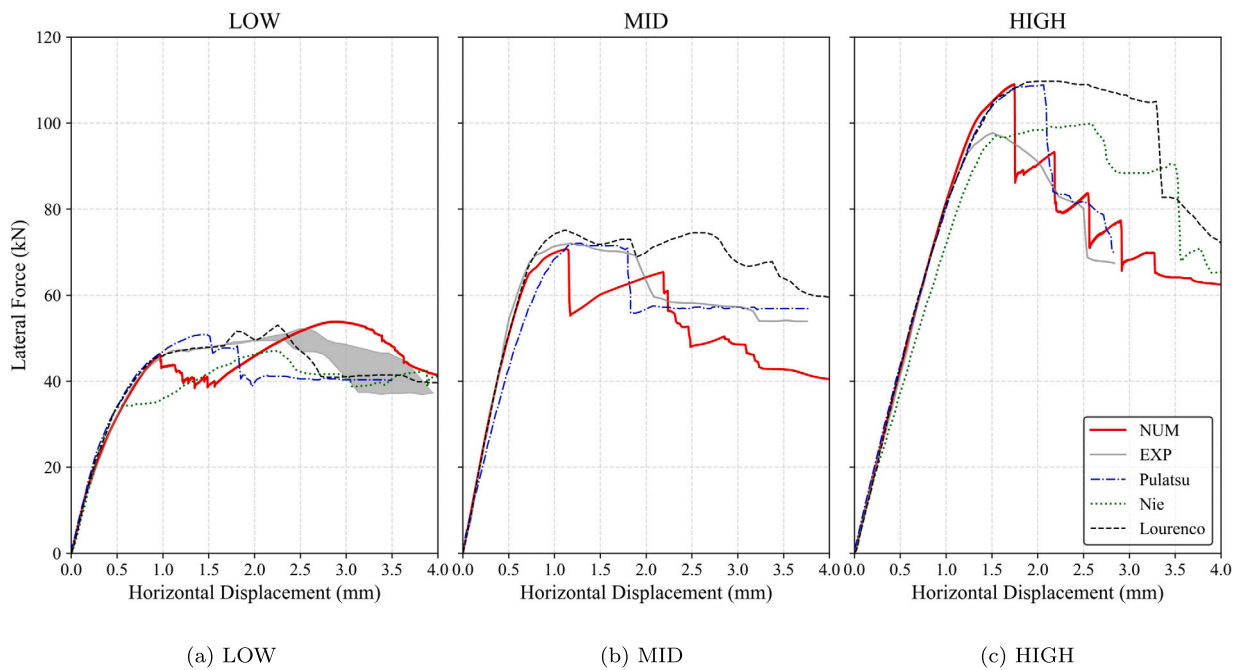 LOW
MID
HIGH
Lateral Force (kN)
120
100
80
60
40
20
0
0.0 0.5 1.0 1.5 2.0 2.5 3.0 3.5 4.0
0.0 0.5 1.0 1.5 2.0 2.5 3.0 3.5 4.0
0.0 0.5 1.0 1.5 2.0 2.5 3.0 3.5 4.0
Horizontal Displacement (mm)
Horizontal Displacement (mm)
Horizontal Displacement (mm)
NUM
EXP
Pulatsu
Nie
Lourenco
(a) LOW
(b) MID
(c) HIGH